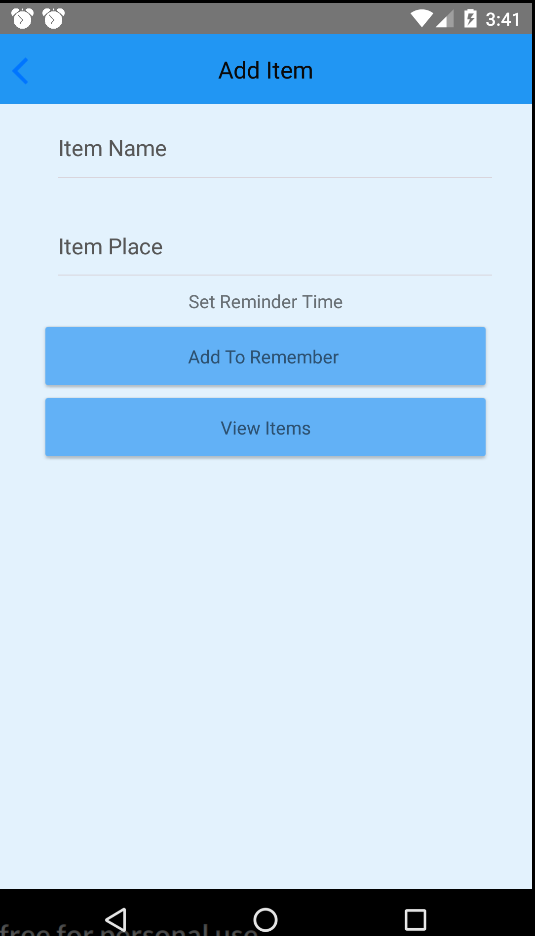 3:41
Add Item
Item Name
Item Place
Set Reminder Time
Add To Remember
View Items
free for personal use